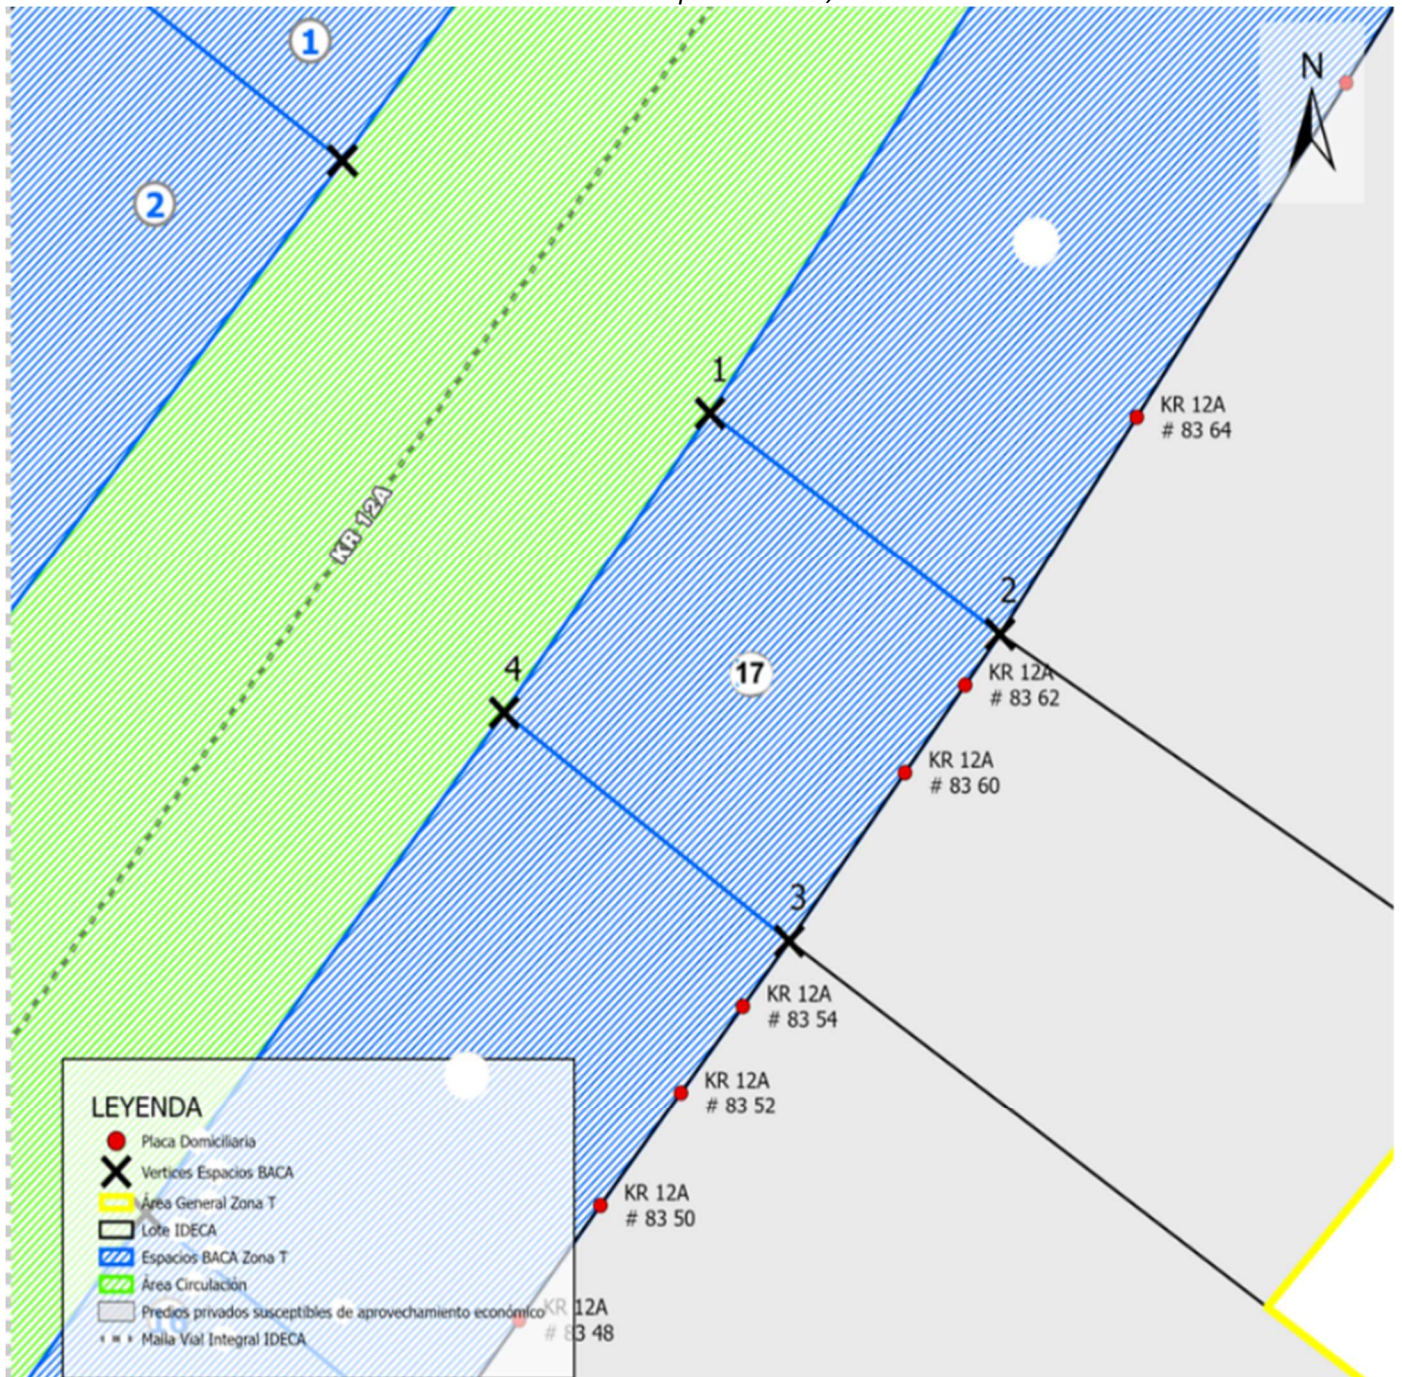 1
N
2
1
KR 12A
# 83 64
KR 12A
2
4
17
KR 12A
# 83 62
KR 12A
# 83 60
3
KR 12A
# 83 54
KR 12A
# 83 52
KR 12A
# 83 50
KR 12A
# 83 48
LEYENDA
Placa Domiciliaria
Vertices Espacios BACA
Área General Zona T
Lote IDECA
Espacios BACA Zona T
Área Circulación
Predios privados susceptibles de aprovechamiento económico
Malla Vial Integral IDECA
16